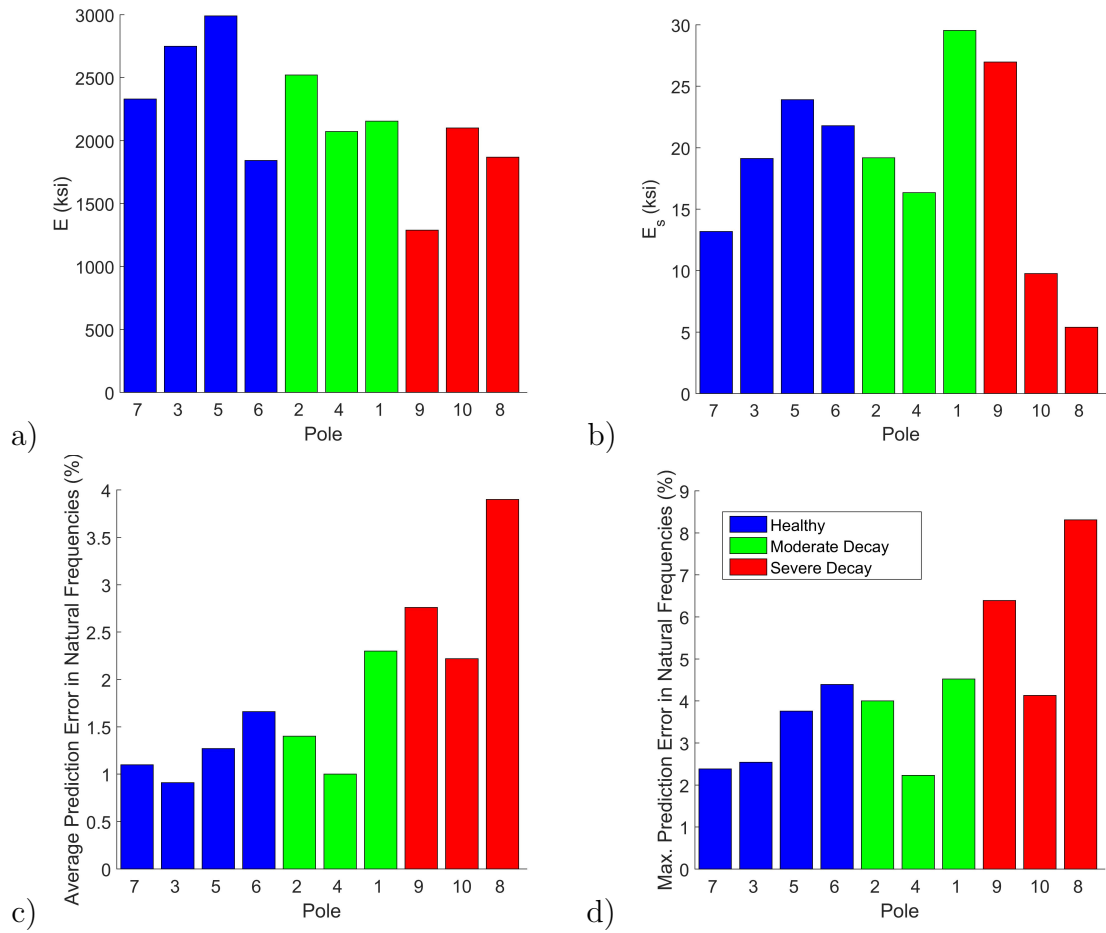 3000
2500
2000
1500
1000
500
0
E (ksi)
7 3 5 6 2 4 1 9 10 8
Pole
a)
30
25
20
15
10
5
0
E_s (ksi)
7 3 5 6 2 4 1 9 10 8
Pole
b)
4
3.5
3
2.5
2
1.5
1
0.5
0
Average Prediction Error in Natural Frequencies (%)
7 3 5 6 2 4 1 9 10 8
Pole
c)
9
8
7
6
5
4
3
2
1
0
Max. Prediction Error in Natural Frequencies (%)
Healthy
Moderate Decay
Severe Decay
7 3 5 6 2 4 1 9 10 8
Pole
d)